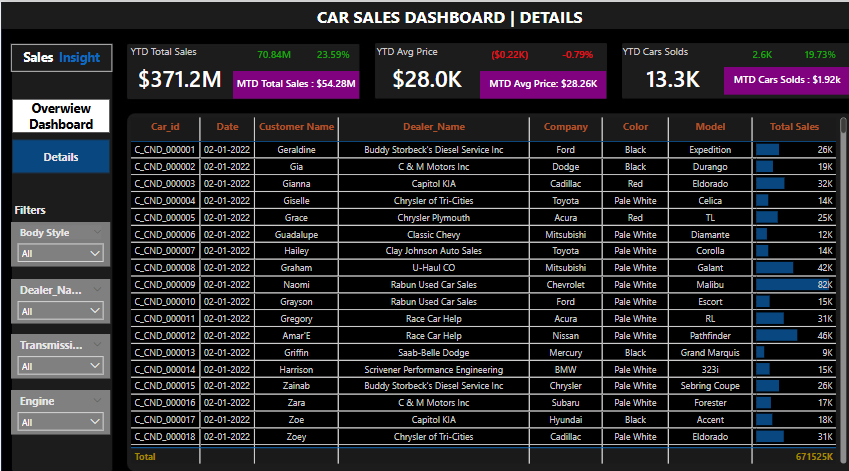 CAR SALES DASHBOARD | DETAILS
Sales Insight
YTD Total Sales 70.84M 23.59%
$371.2M MTD Total Sales : $54.28M
YTD Avg Price ($0.22K) -0.79%
$28.0K MTD Avg Price: $28.26K
YTD Cars Solds 2.6K 19.73%
13.3K MTD Cars Solds : $1.92k
Overwiew
Dashboard
Details
Filters
Body Style
All
Dealer_Na...
All
Transmissi...
All
Engine
All
Car_id Date Customer Name Dealer_Name Company Color Model Total Sales
C_CND_000001 02-01-2022 Geraldine Buddy Storbeck's Diesel Service Inc Ford Black Expedition 26K
C_CND_000002 02-01-2022 Gia C & M Motors Inc Dodge Black Durango 19K
C_CND_000003 02-01-2022 Gianna Capitol KIA Cadillac Red Eldorado 32K
C_CND_000004 02-01-2022 Giselle Chrysler of Tri-Cities Toyota Pale White Celica 14K
C_CND_000005 02-01-2022 Grace Chrysler Plymouth Acura Red TL 25K
C_CND_000006 02-01-2022 Guadalupe Classic Chevy Mitsubishi Pale White Diamante 12K
C_CND_000007 02-01-2022 Hailey Clay Johnson Auto Sales Toyota Pale White Corolla 14K
C_CND_000008 02-01-2022 Graham U-Haul CO Mitsubishi Pale White Galant 42K
C_CND_000009 02-01-2022 Naomi Rabun Used Car Sales Chevrolet Pale White Malibu 82K
C_CND_000010 02-01-2022 Grayson Rabun Used Car Sales Ford Pale White Escort 15K
C_CND_000011 02-01-2022 Gregory Race Car Help Acura Pale White RL 31K
C_CND_000012 02-01-2022 Amar'E Race Car Help Nissan Pale White Pathfinder 46K
C_CND_000013 02-01-2022 Griffin Saab-Belle Dodge Mercury Black Grand Marquis 9K
C_CND_000014 02-01-2022 Harrison Scrivener Performance Engineering BMW Pale White 323i 15K
C_CND_000015 02-01-2022 Zainab Buddy Storbeck's Diesel Service Inc Chrysler Pale White Sebring Coupe 26K
C_CND_000016 02-01-2022 Zara C & M Motors Inc Subaru Pale White Forester 17K
C_CND_000017 02-01-2022 Zoe Capitol KIA Hyundai Black Accent 18K
C_CND_000018 02-01-2022 Zoey Chrysler of Tri-Cities Cadillac Pale White Eldorado 31K
Total 671525K